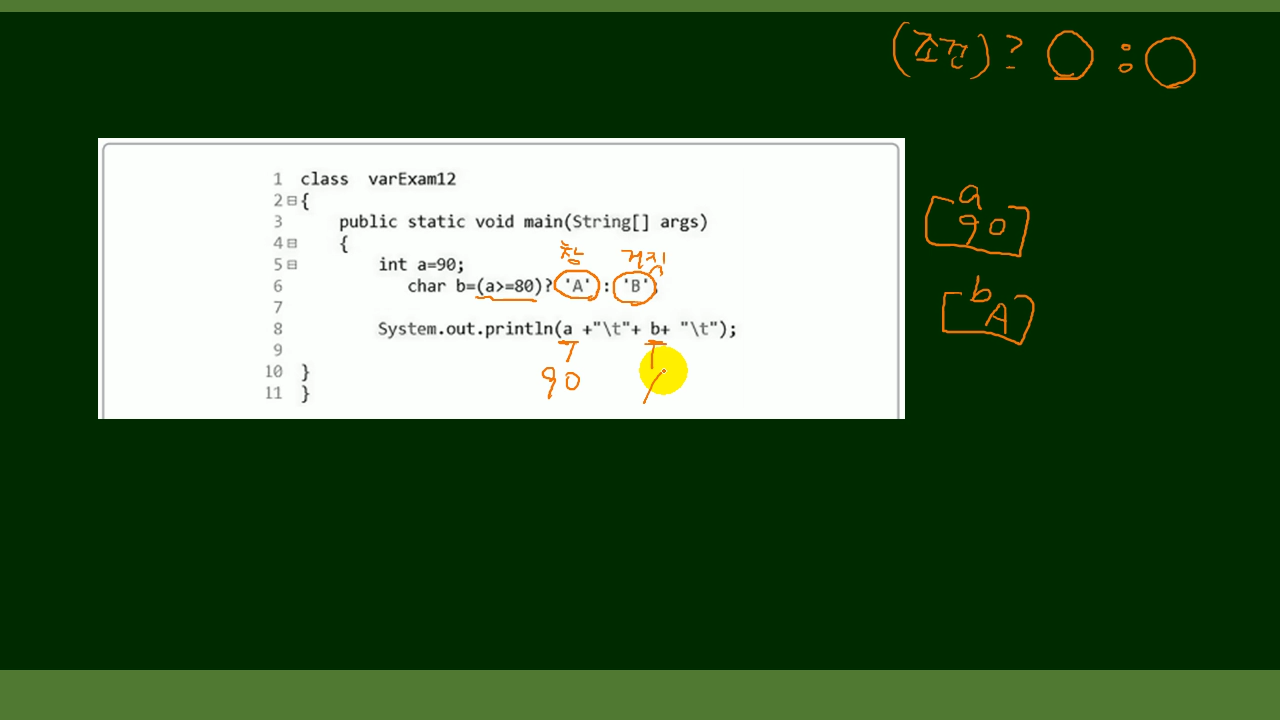 (조건) ? ○ : ○
1 class varExam12
2 {
3 public static void main(String[] args)
4 {
참 거지
5 int a=90;
6 char b=(a>=80)? 'A' : 'B';
7
8 System.out.println(a +"\t"+ b+ "\t");
9
90
10 }
11 }
a
90
b
A